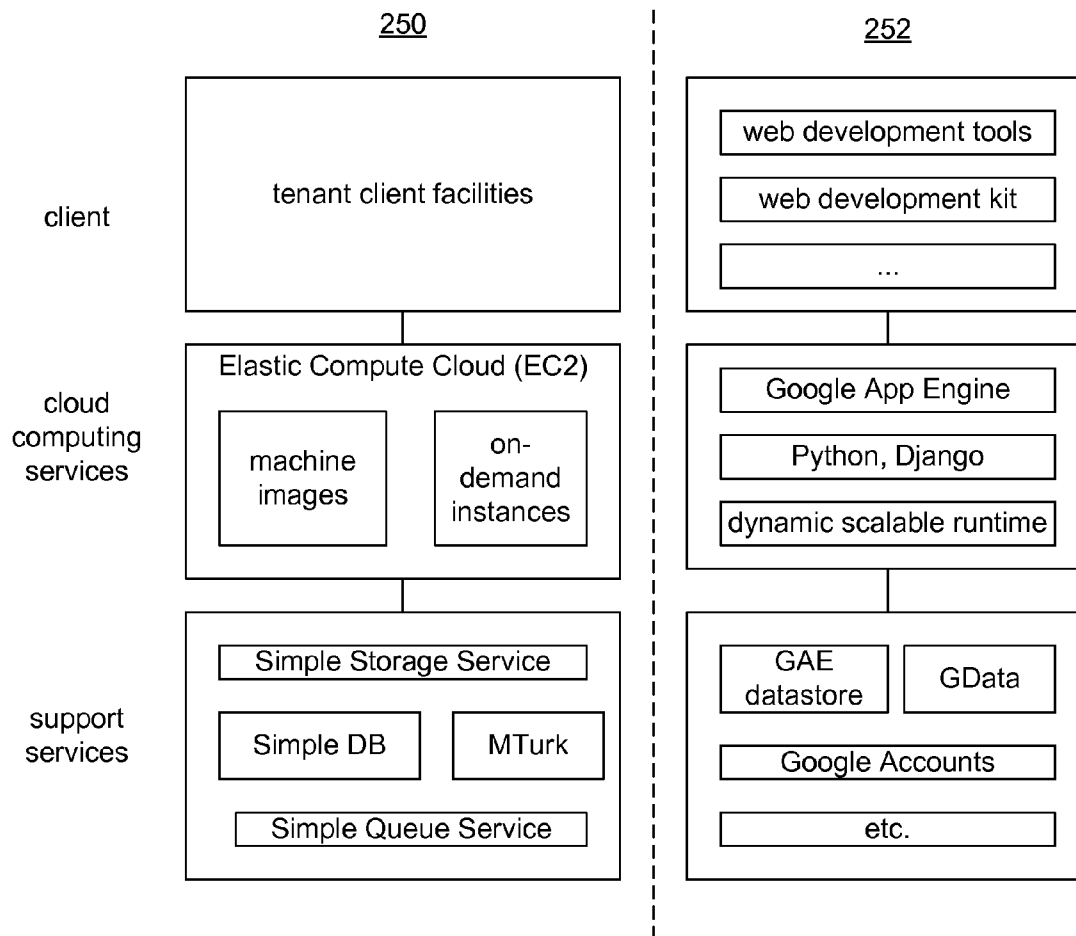 250
252
client
tenant client facilities
web development tools
web development kit
...
cloud
computing
services
Elastic Compute Cloud (EC2)
machine
images
on-
demand
instances
Google App Engine
Python, Django
dynamic scalable runtime
support
services
Simple Storage Service
Simple DB
MTurk
Simple Queue Service
GAE
datastore
GData
Google Accounts
etc.